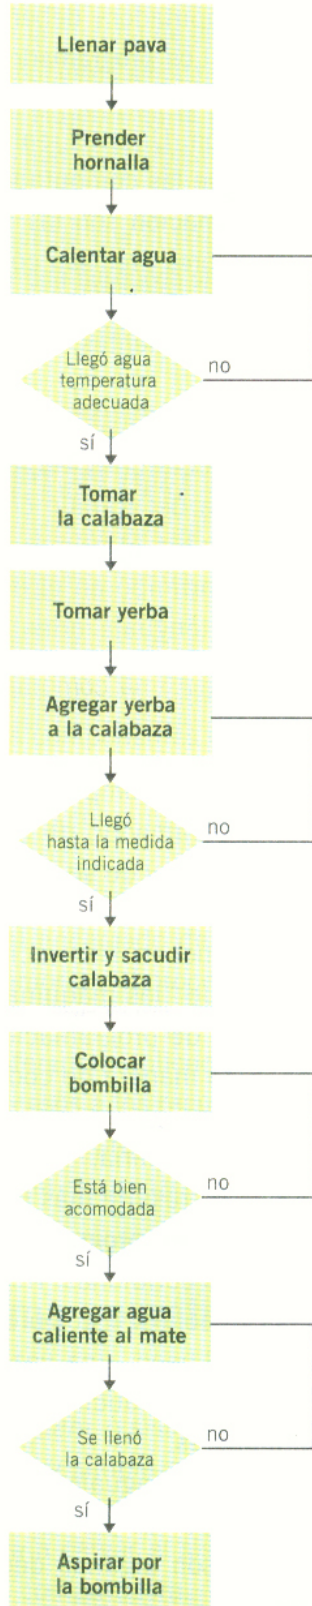 Llenar pava
Prender
hornalla
Calentar agua
Llegó agua
temperatura
adecuada
no
sí
Tomar
la calabaza
Tomar yerba
Agregar yerba
a la calabaza
Llegó
hasta la medida
indicada
no
sí
Invertir y sacudir
calabaza
Colocar
bombilla
Está bien
acomodada
no
sí
Agregar agua
caliente al mate
Se llenó
la calabaza
no
sí
Aspirar por
la bombilla